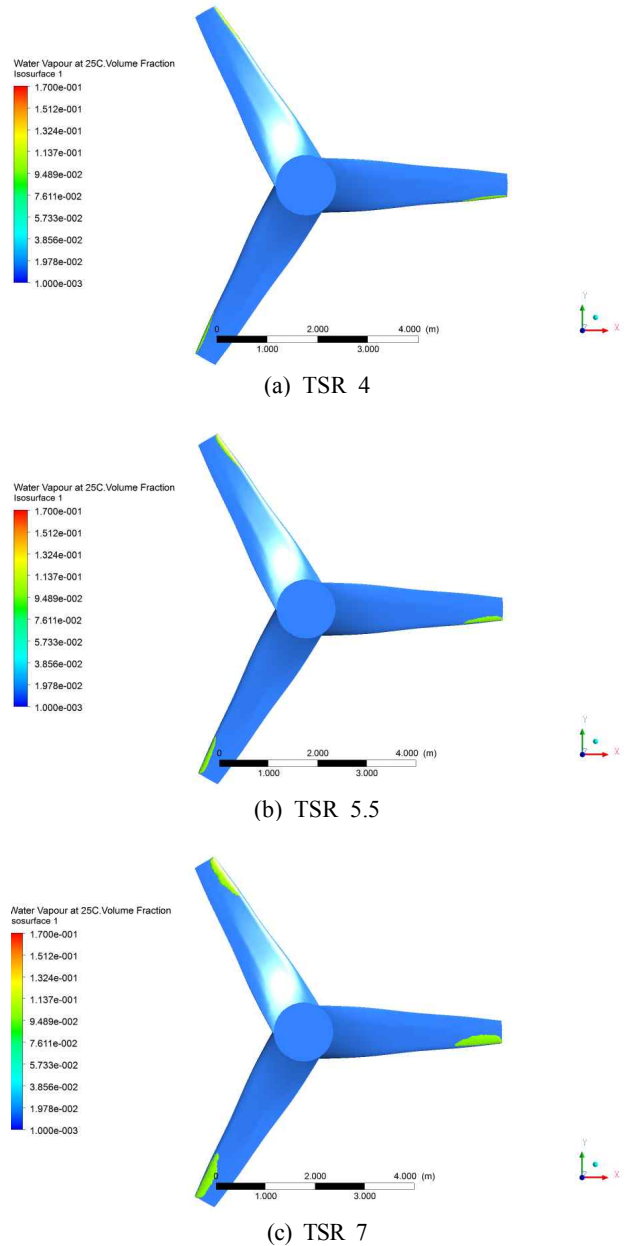 Water Vapour at 25C.Volume Fraction
Isosurface 1
1.700e-001
1.512e-001
1.324e-001
1.137e-001
9.489e-002
7.611e-002
5.733e-002
3.856e-002
1.978e-002
1.000e-003
0 2.000 4.000 (m)
1.000 3.000
Y
X
Z
(a) TSR 4
Water Vapour at 25C.Volume Fraction
Isosurface 1
1.700e-001
1.512e-001
1.324e-001
1.137e-001
9.489e-002
7.611e-002
5.733e-002
3.856e-002
1.978e-002
1.000e-003
0 2.000 4.000 (m)
1.000 3.000
Y
X
Z
(b) TSR 5.5
Water Vapour at 25C.Volume Fraction
sosurface 1
1.700e-001
1.512e-001
1.324e-001
1.137e-001
9.489e-002
7.611e-002
5.733e-002
3.856e-002
1.978e-002
1.000e-003
0 2.000 4.000 (m)
1.000 3.000
Y
X
Z
(c) TSR 7